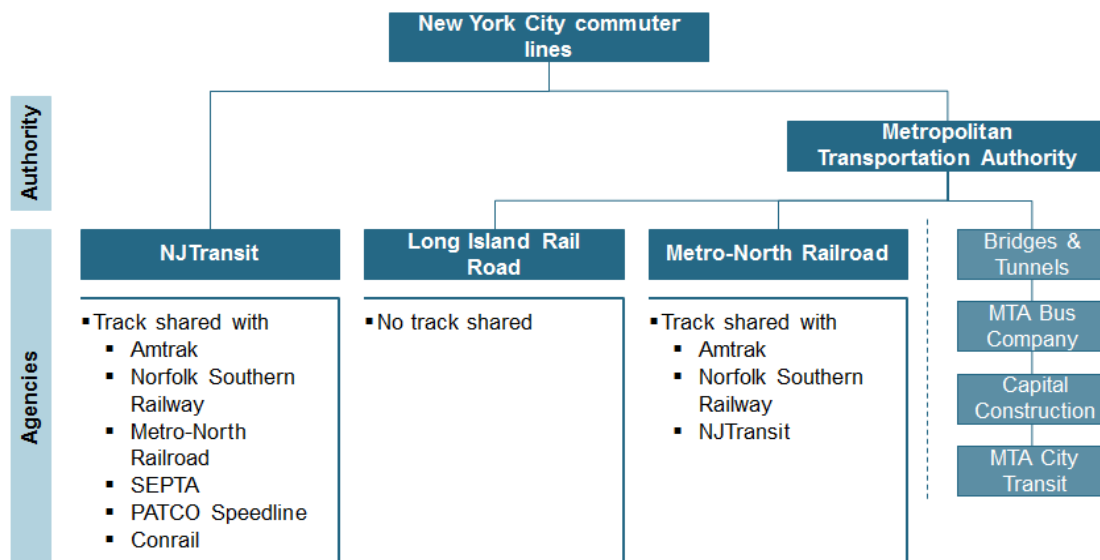 New York City commuter
lines
Authority
Metropolitan
Transportation Authority
Agencies
NJTransit
▪Track shared with
▪ Amtrak
▪ Norfolk Southern
Railway
▪ Metro-North
Railroad
▪ SEPTA
▪ PATCO Speedline
▪ Conrail
Long Island Rail
Road
▪No track shared
Metro-North Railroad
▪Track shared with
▪ Amtrak
▪ Norfolk Southern
Railway
▪ NJTransit
Bridges &
Tunnels
MTA Bus
Company
Capital
Construction
MTA City
Transit